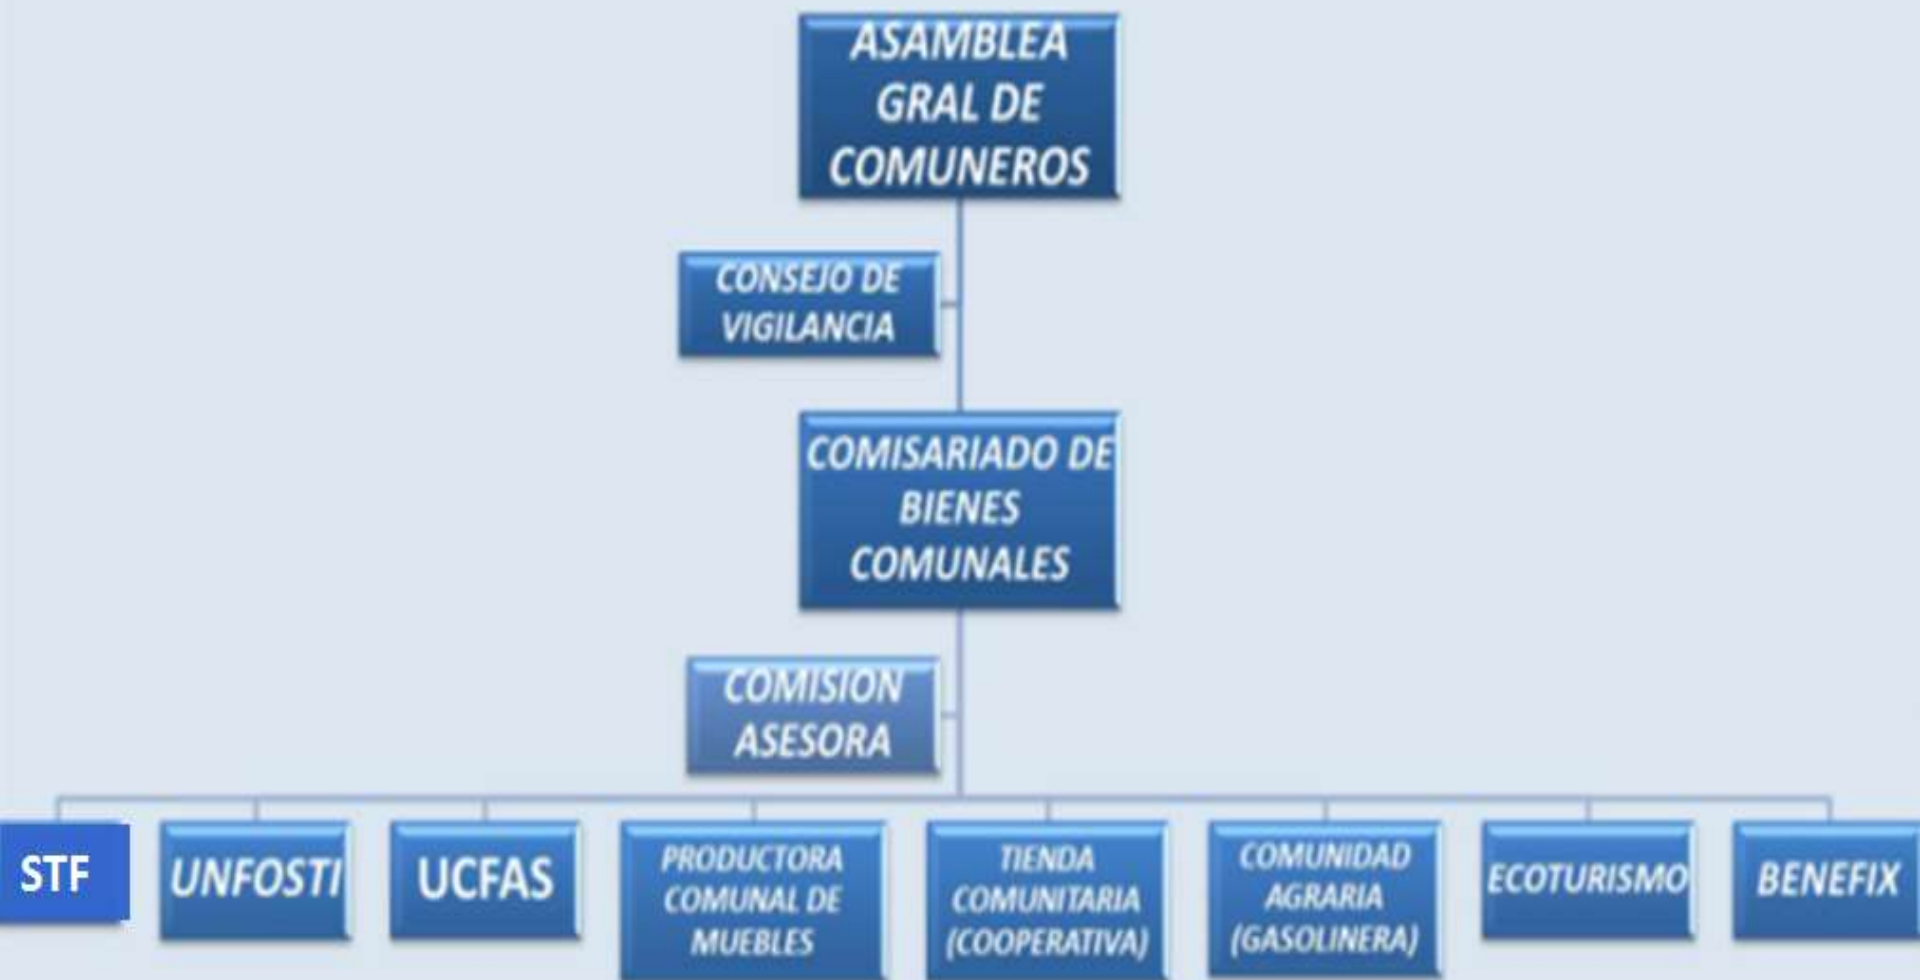 ASAMBLEA
GRAL DE
COMUNEROS
CONSEJO DE
VIGILANCIA
COMISARIADO DE
BIENES
COMUNALES
COMISION
ASESORA
STF
UNFOSTI
UCFAS
PRODUCTORA
COMUNAL DE
MUEBLES
TIENDA
COMUNITARIA
(COOPERATIVA)
COMUNIDAD
AGRARIA
(GASOLINERA)
ECOTURISMO
BENEFIX